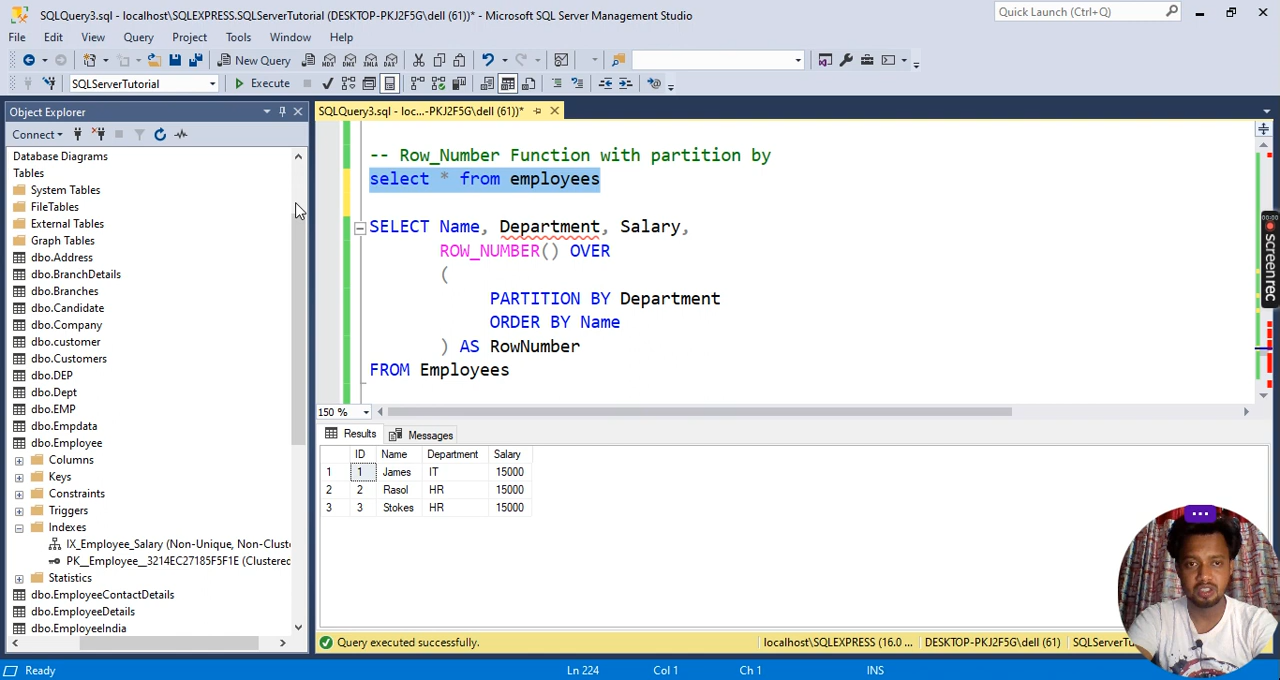 SQLQuery3.sql - localhost\SQLEXPRESS.SQLServerTutorial (DESKTOP-PKJ2F5G\dell (61))* - Microsoft SQL Server Management Studio
Quick Launch (Ctrl+Q)
File Edit View Query Project Tools Window Help
New Query
SQLServerTutorial
Execute
Object Explorer
SQLQuery3.sql - loc...-PKJ2F5G\dell (61))*
Connect
Database Diagrams
Tables
System Tables
FileTables
External Tables
Graph Tables
dbo.Address
dbo.BranchDetails
dbo.Branches
dbo.Candidate
dbo.Company
dbo.customer
dbo.Customers
dbo.DEP
dbo.Dept
dbo.EMP
dbo.Empdata
dbo.Employee
Columns
Keys
Constraints
Triggers
Indexes
IX_Employee_Salary (Non-Unique, Non-Cluste
PK__Employee__3214EC27185F5F1E (Clustered
Statistics
dbo.EmployeeContactDetails
dbo.EmployeeDetails
dbo.EmployeeIndia
-- Row_Number Function with partition by
select * from employees
SELECT Name, Department, Salary,
ROW_NUMBER() OVER
(
PARTITION BY Department
ORDER BY Name
) AS RowNumber
FROM Employees
150 %
Results Messages
ID Name Department Salary
1 1 James IT 15000
2 2 Rasol HR 15000
3 3 Stokes HR 15000
Query executed successfully.
localhost\SQLEXPRESS (16.0 ... DESKTOP-PKJ2F5G\dell (61) SQLServerTu
Ready Ln 224 Col 1 Ch 1 INS
screenrec